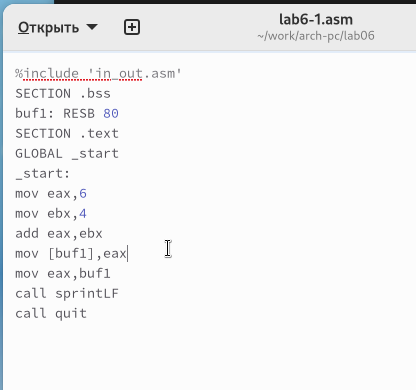 Открыть
lab6-1.asm
~/work/arch-pc/lab06
%include 'in_out.asm'
SECTION .bss
buf1: RESB 80
SECTION .text
GLOBAL _start
_start:
mov eax,6
mov ebx,4
add eax,ebx
mov [buf1],eax
mov eax,buf1
call sprintLF
call quit